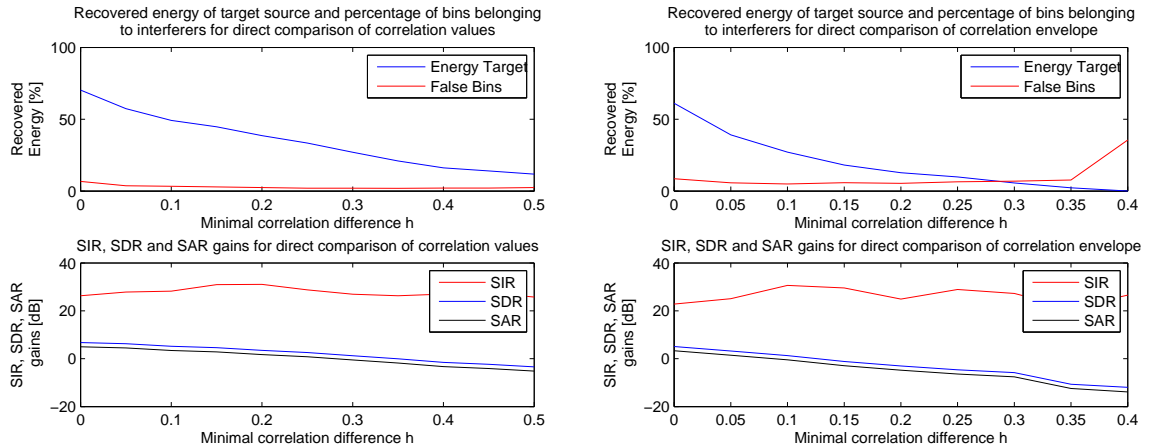 Recovered energy of target source and percentage of bins belonging
to interferers for direct comparison of correlation values
100
50
0
Recovered
Energy [%]
Energy Target
False Bins
0 0.1 0.2 0.3 0.4 0.5
Minimal correlation difference h
Recovered energy of target source and percentage of bins belonging
to interferers for direct comparison of correlation envelope
100
50
0
Recovered
Energy [%]
Energy Target
False Bins
0 0.05 0.1 0.15 0.2 0.25 0.3 0.35 0.4
Minimal correlation difference h
SIR, SDR and SAR gains for direct comparison of correlation values
40
20
0
−20
SIR, SDR, SAR
gains [dB]
SIR
SDR
SAR
0 0.1 0.2 0.3 0.4 0.5
Minimal correlation difference h
SIR, SDR and SAR gains for direct comparison of correlation envelope
40
20
0
−20
SIR, SDR, SAR
gains [dB]
SIR
SDR
SAR
0 0.05 0.1 0.15 0.2 0.25 0.3 0.35 0.4
Minimal correlation difference h